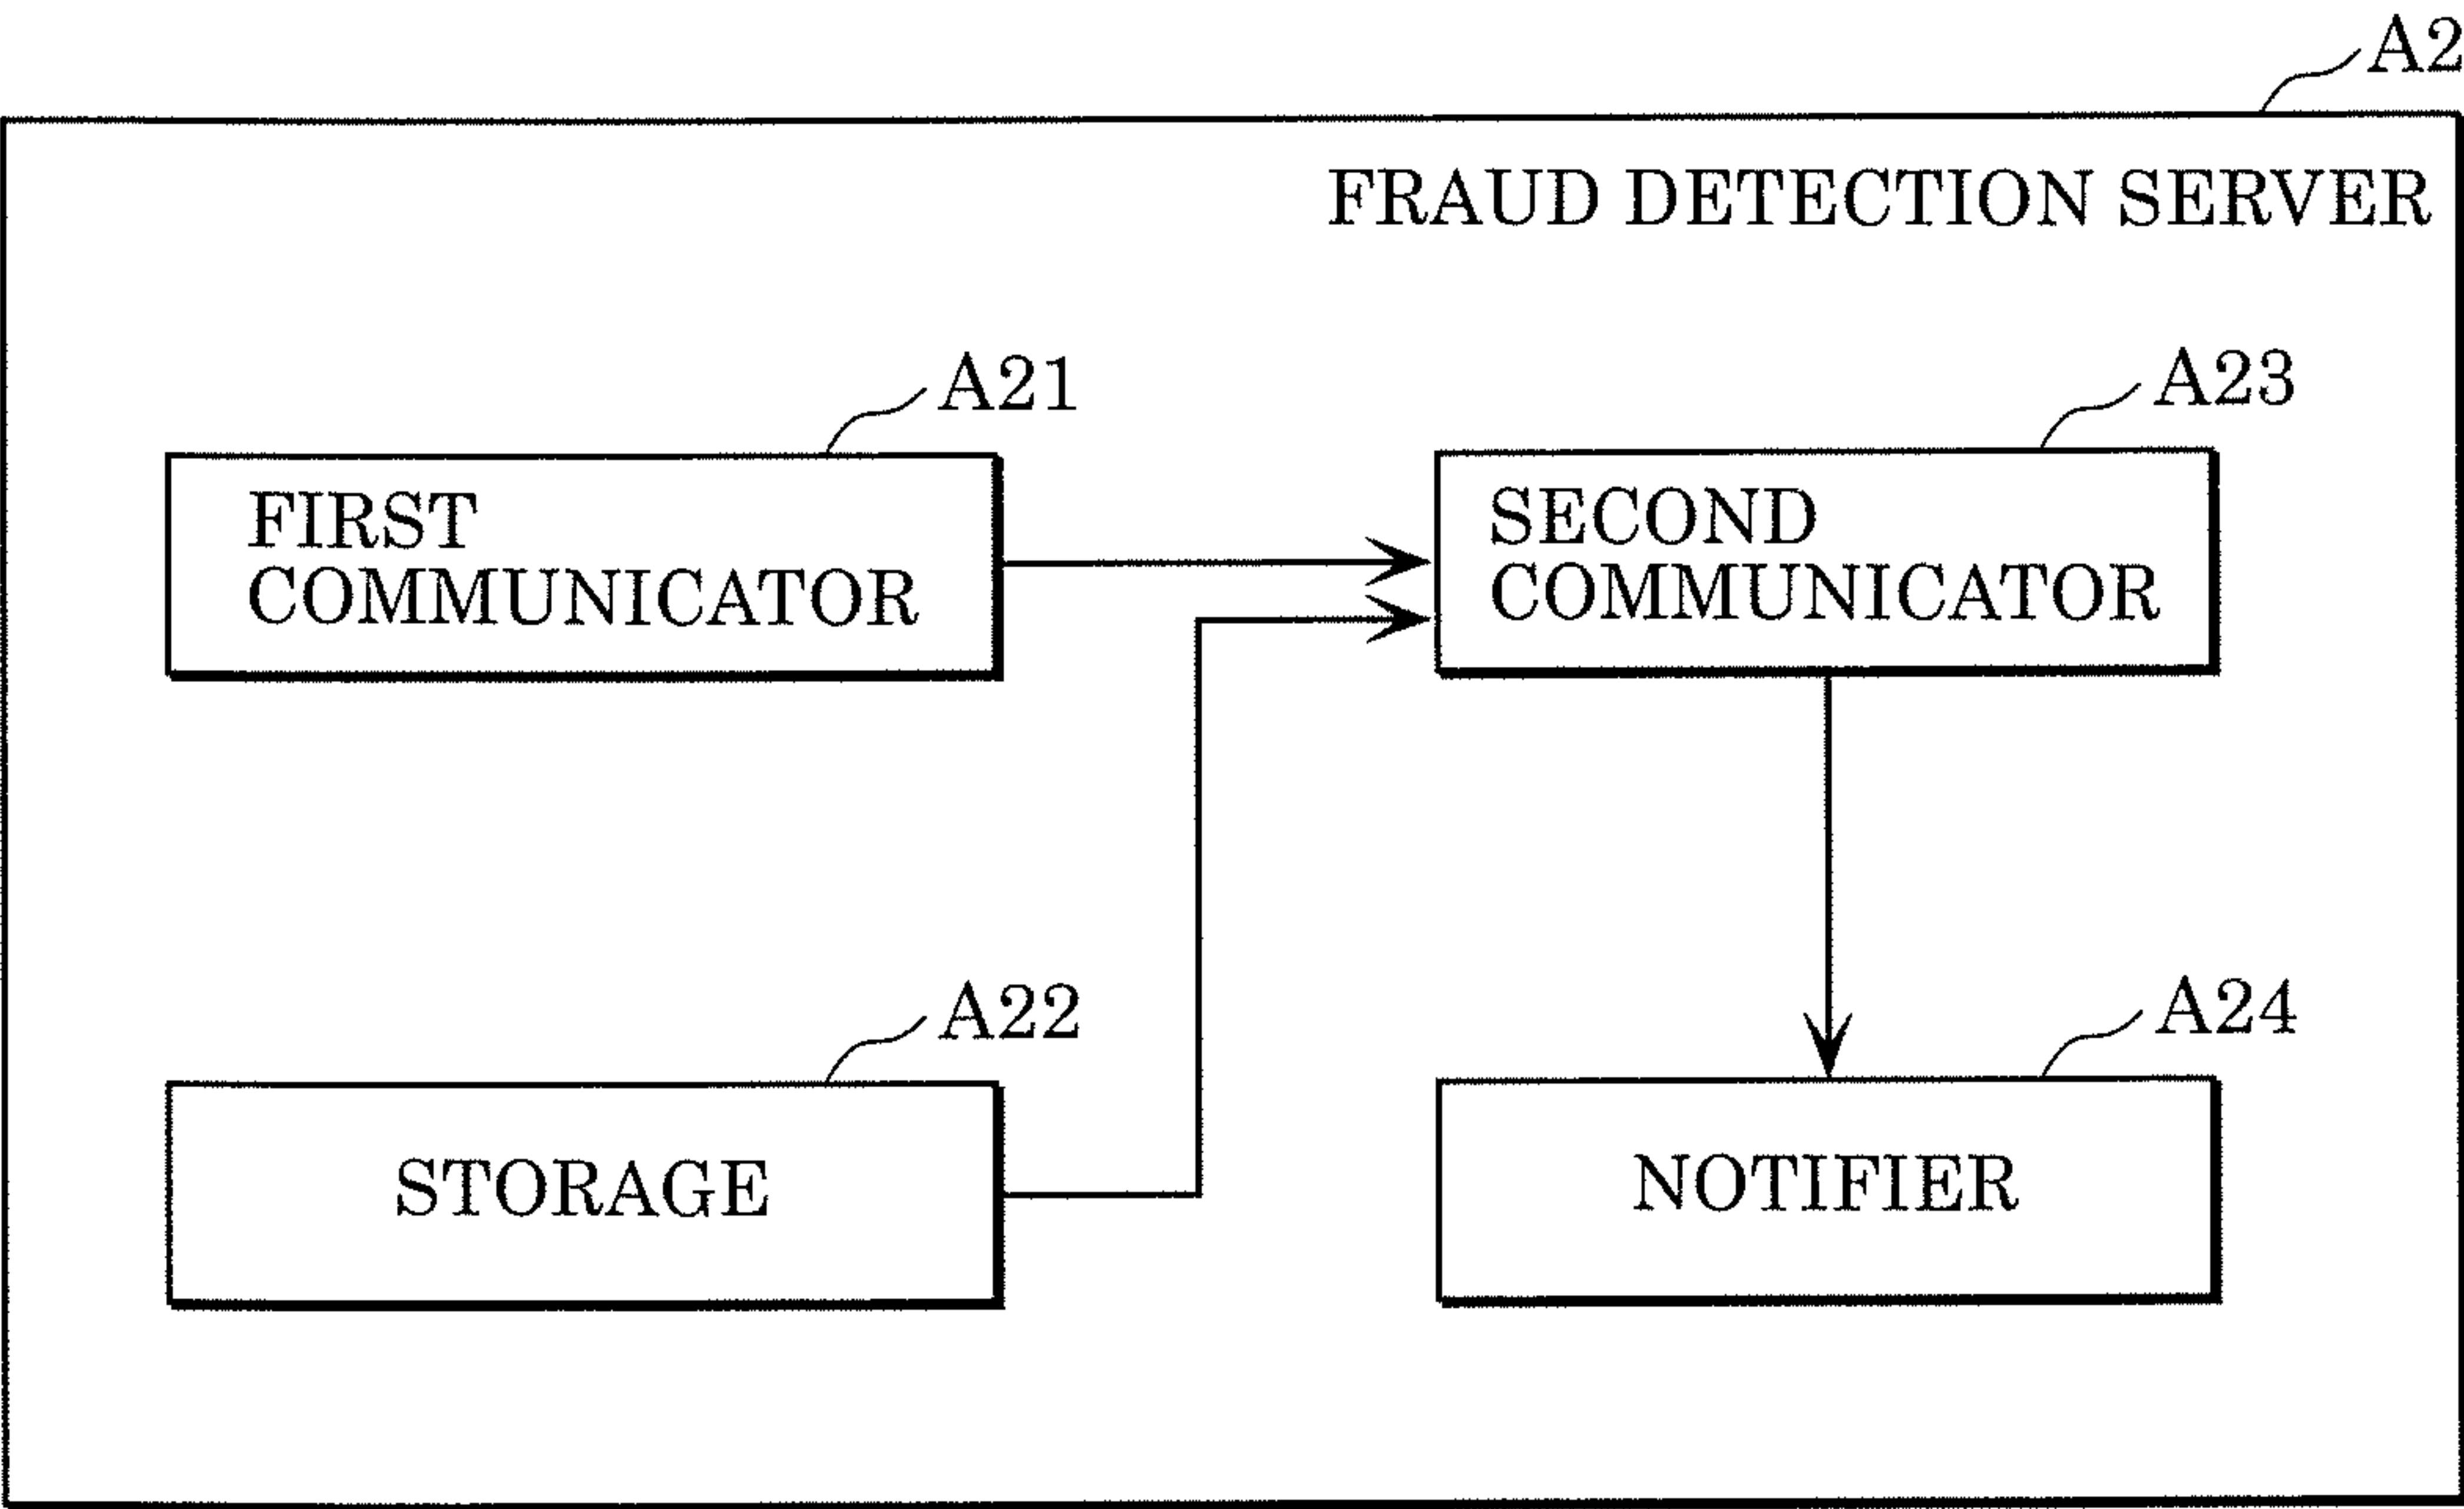 A2
FRAUD DETECTION SERVER
A21
FIRST
COMMUNICATOR
A23
SECOND
COMMUNICATOR
A22
STORAGE
A24
NOTIFIER